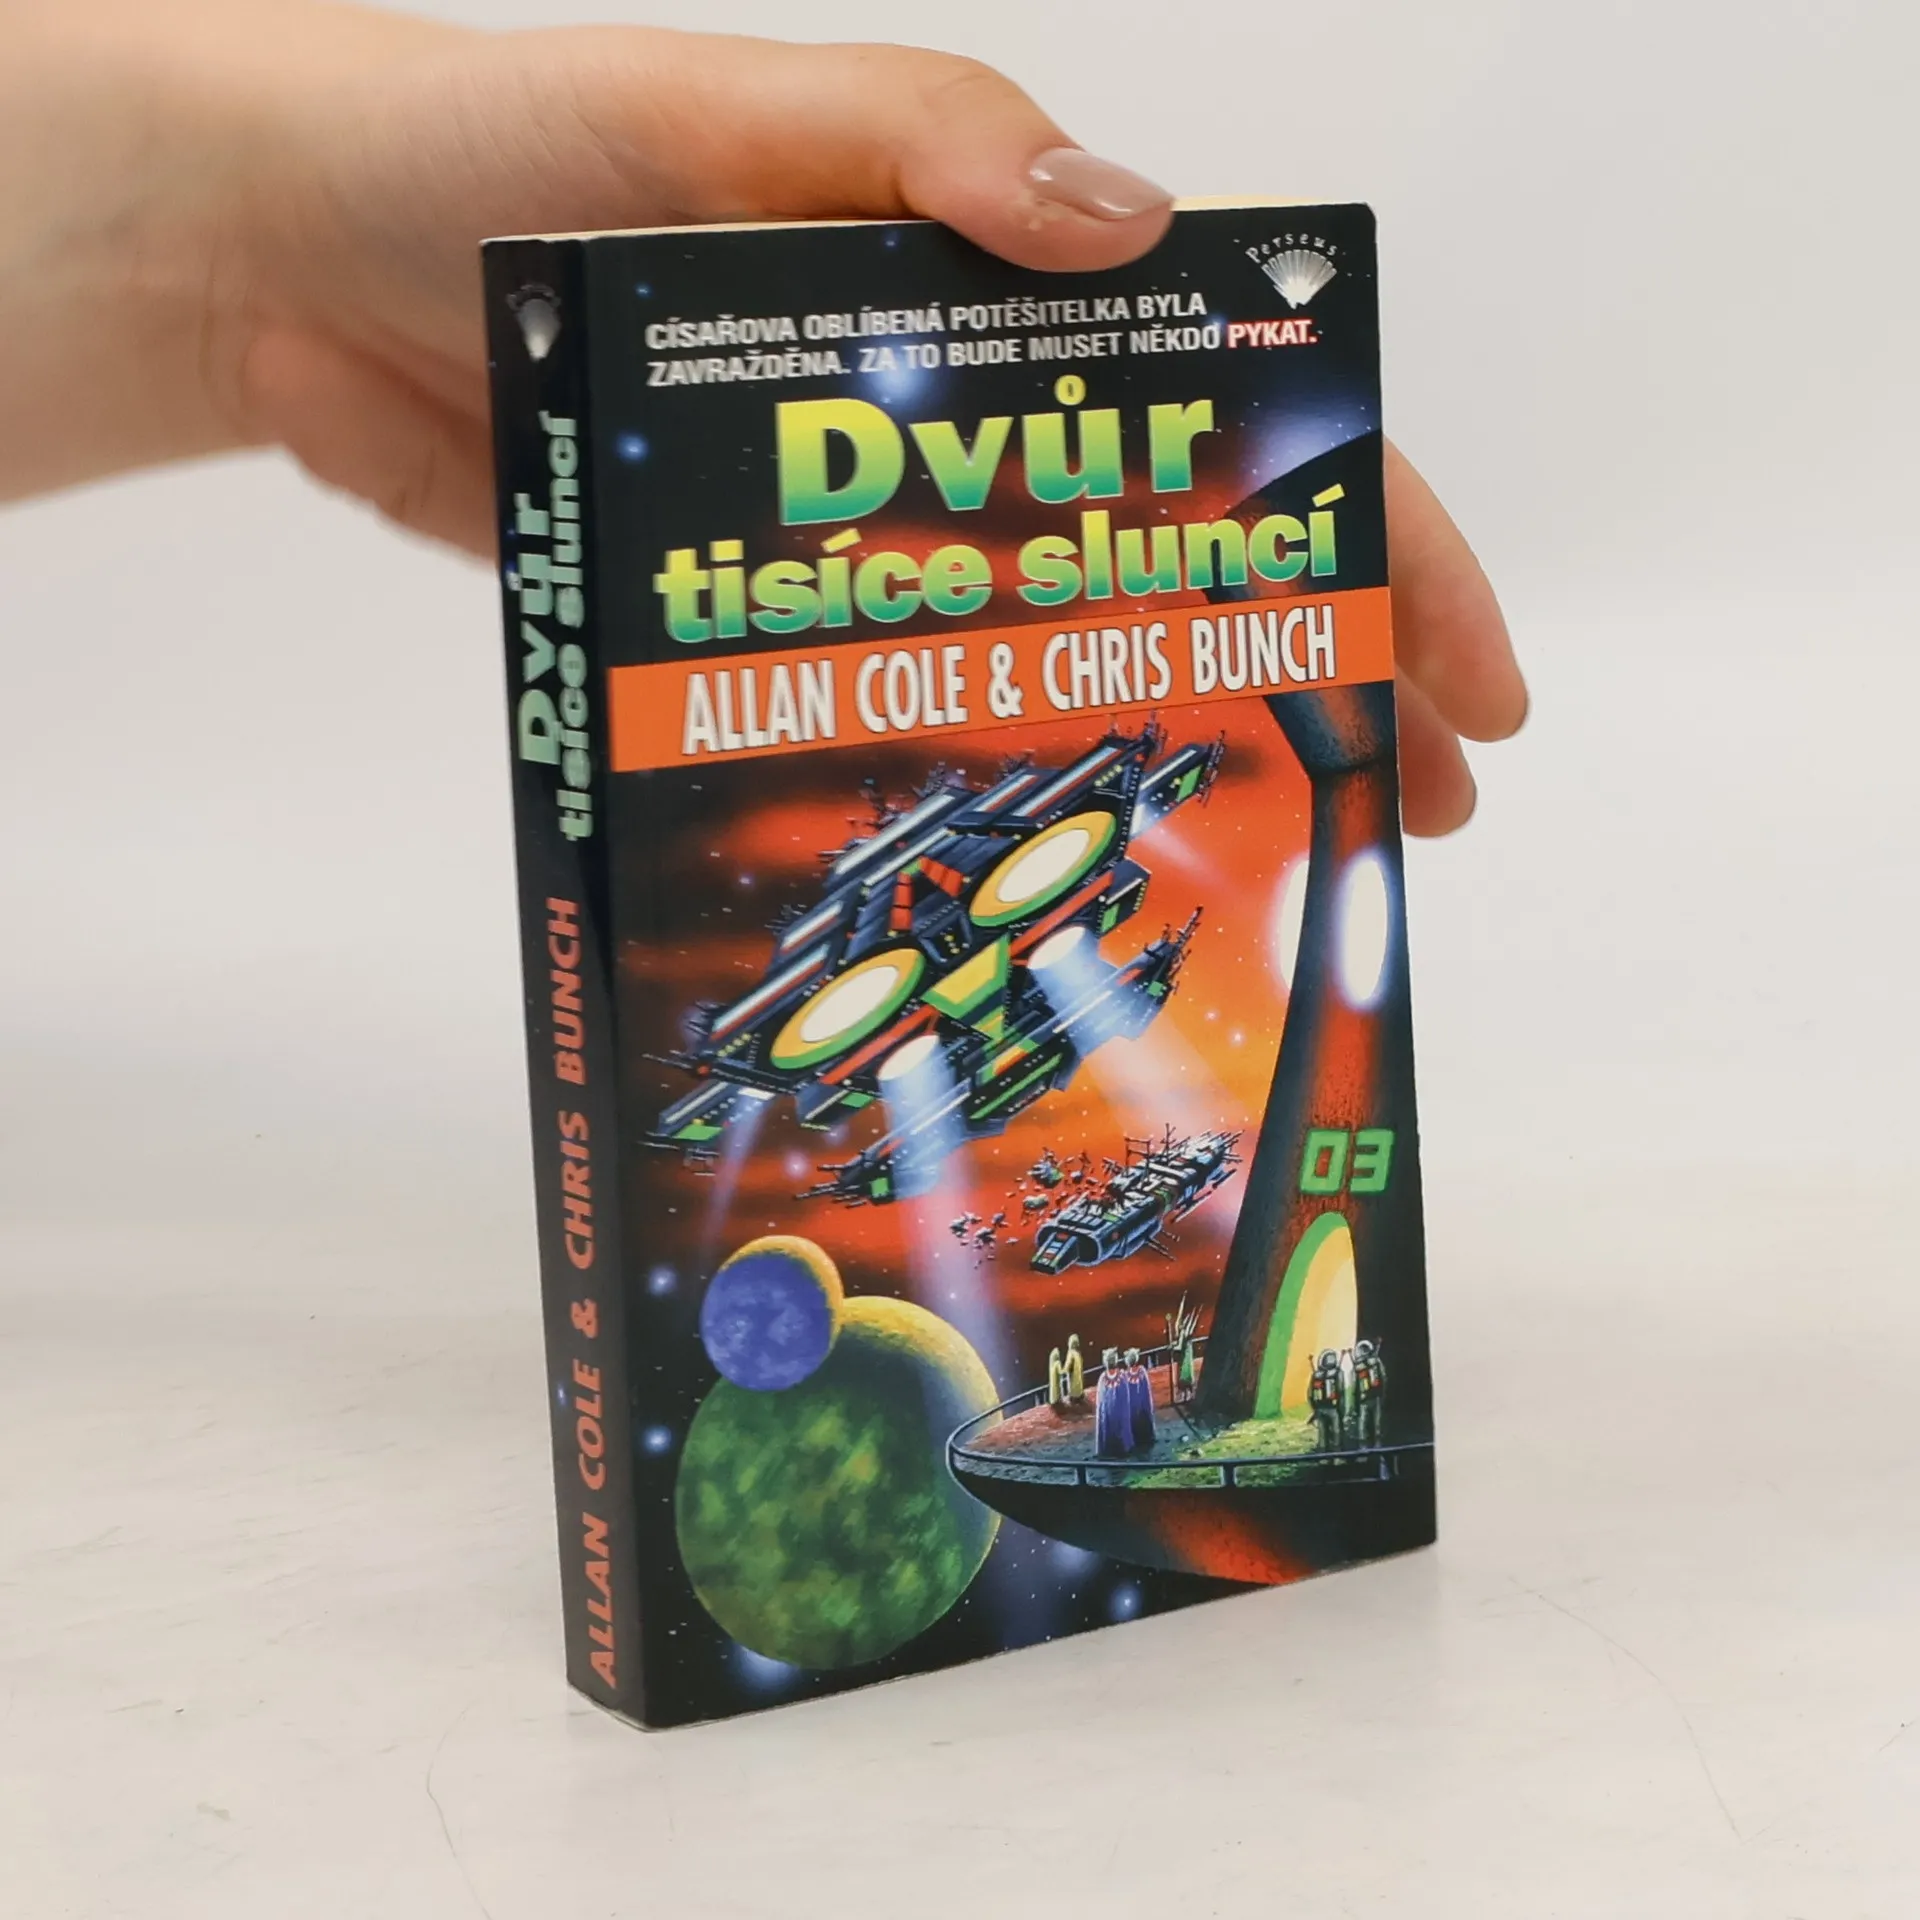 Perseus
CÍSAŘOVA OBLÍBENÁ POTĚŠITELKA BYLA
ZAVRAŽDĚNA. ZA TO BUDE MUSET NĚKDO PYKAT.
Dvůr
tisíce sluncí
ALLAN COLE & CHRIS BUNCH
03
Dvůr
tisíce sluncí
ALLAN COLE & CHRIS BUNCH